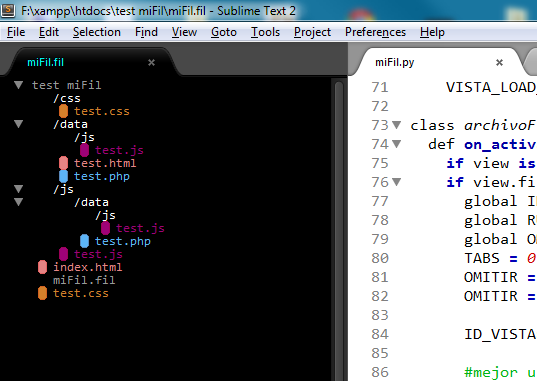 F:\xampp\htdocs\test miFil\miFil.fil - Sublime Text 2
File Edit Selection Find View Goto Tools Project Preferences Help
miFil.fil
test miFil
/css
test.css
/data
/js
test.js
test.html
test.php
/js
/data
/js
test.js
test.php
test.js
index.html
miFil.fil
test.css
miFil.py
71 VISTA_LOAD
72
73 class archivoF
74 def on_activ
75 if view is
76 if view.fi
77 global I
78 global R
79 global O
80 TABS = 0
81 OMITIR =
82 OMITIR =
83
84 ID_VISTA
85
86 #mejor u